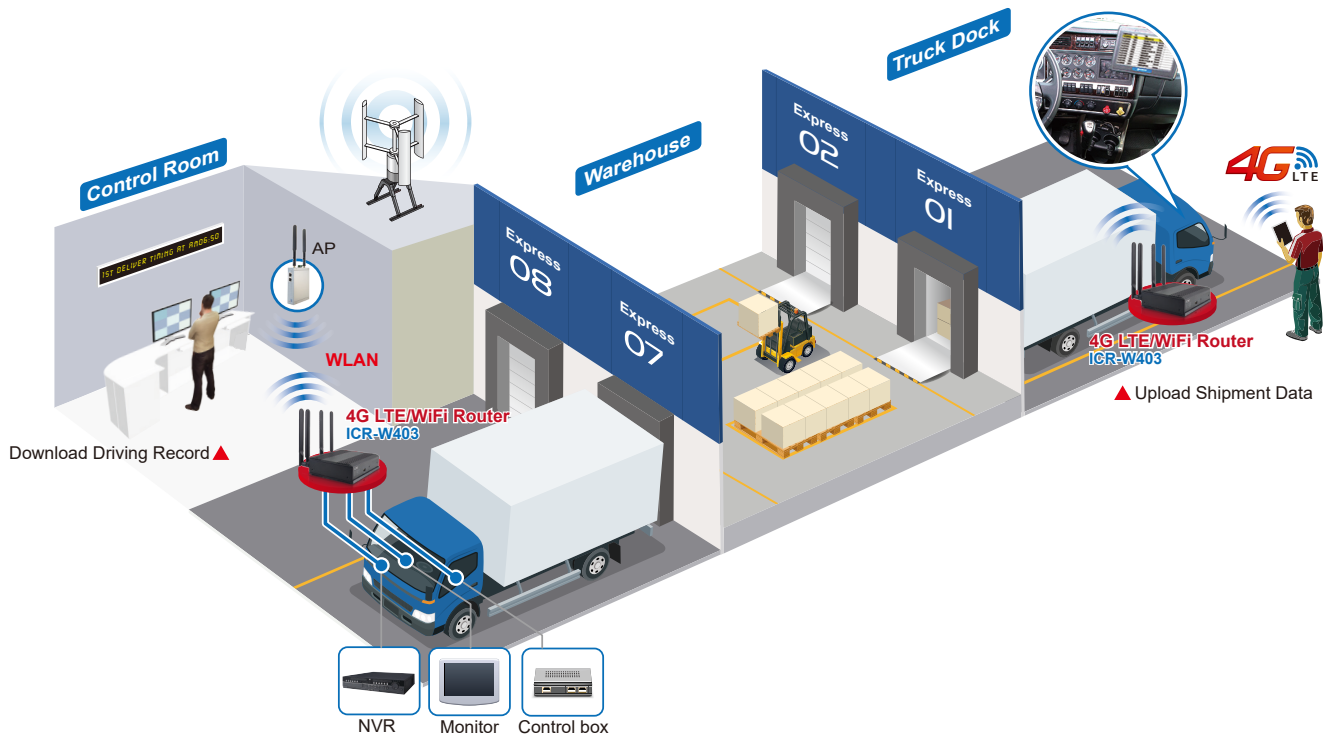 Truck Dock
Warehouse
Control Room
Express
02
Express
01
4G
LTE
1ST DELIVER TIMING AT AM06:50
AP
Express
08
Express
07
WLAN
4G LTE/WiFi Router
ICR-W403
▲ Upload Shipment Data
4G LTE/WiFi Router
ICR-W403
Download Driving Record ▲
NVR
Monitor
Control box